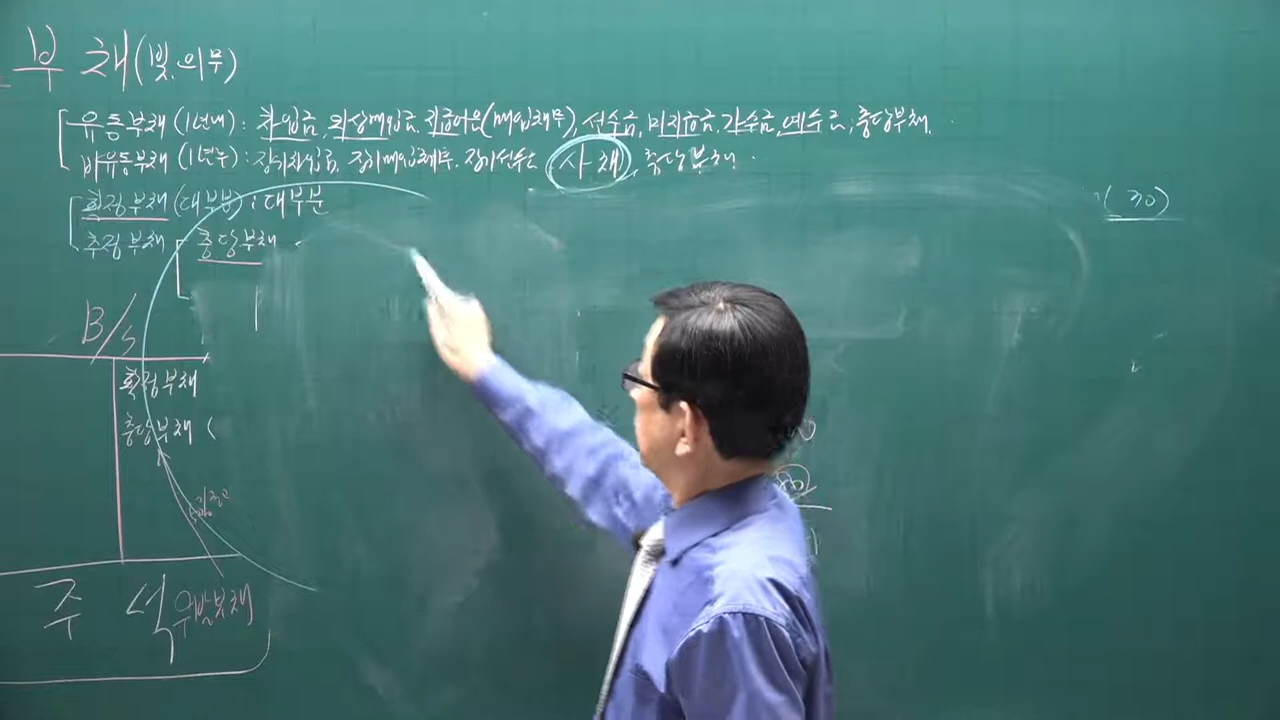 부채(빚, 의무)
유동부채(1년내): 차입금, 외상매입금, 지급어음(매입채무), 선수금, 미지급금, 가수금, 예수금, 충당부채.
비유동부채(1년후): 장기차입금, 장기매입채무, 장기선수금 사채, 충당부채.
확정부채(대부분): 대부분
추정부채 충당부채
(30)
B/S
확정부채
충당부채 (
주석 우발부채